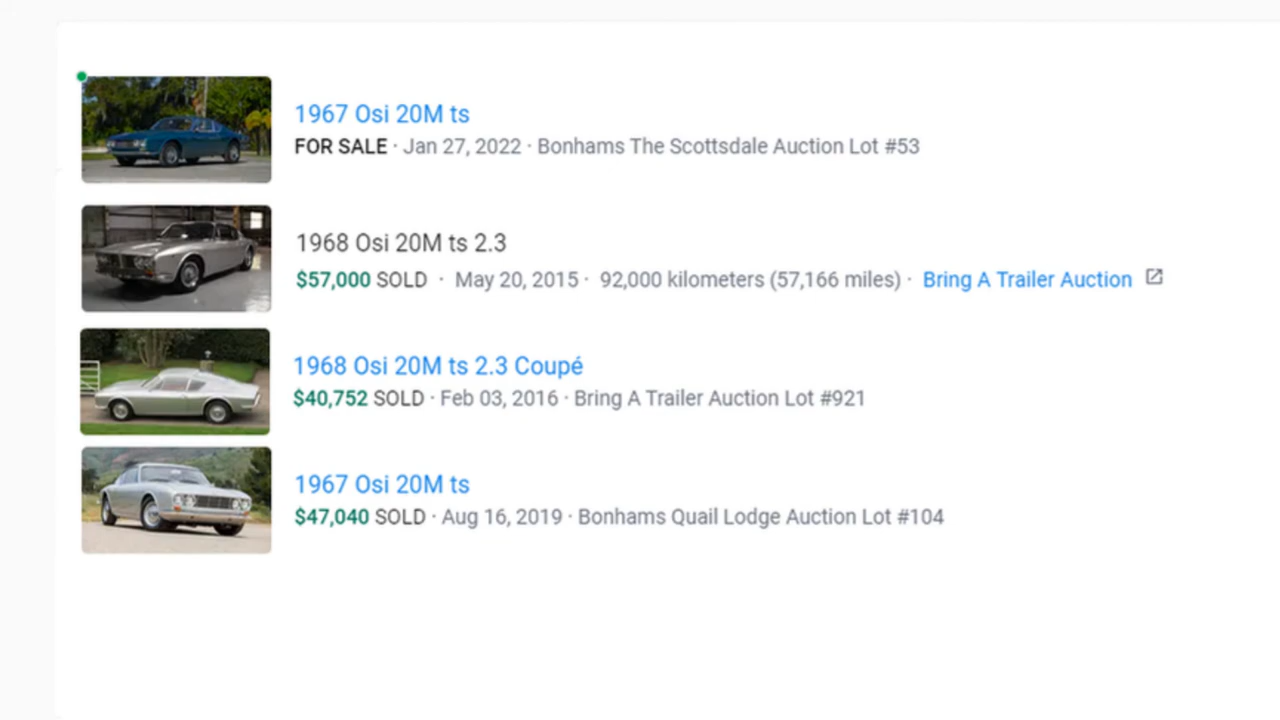 1967 Osi 20M ts
FOR SALE · Jan 27, 2022 · Bonhams The Scottsdale Auction Lot #53
1968 Osi 20M ts 2.3
$57,000 SOLD · May 20, 2015 · 92,000 kilometers (57,166 miles) · Bring A Trailer Auction
1968 Osi 20M ts 2.3 Coupé
$40,752 SOLD · Feb 03, 2016 · Bring A Trailer Auction Lot #921
1967 Osi 20M ts
$47,040 SOLD · Aug 16, 2019 · Bonhams Quail Lodge Auction Lot #104